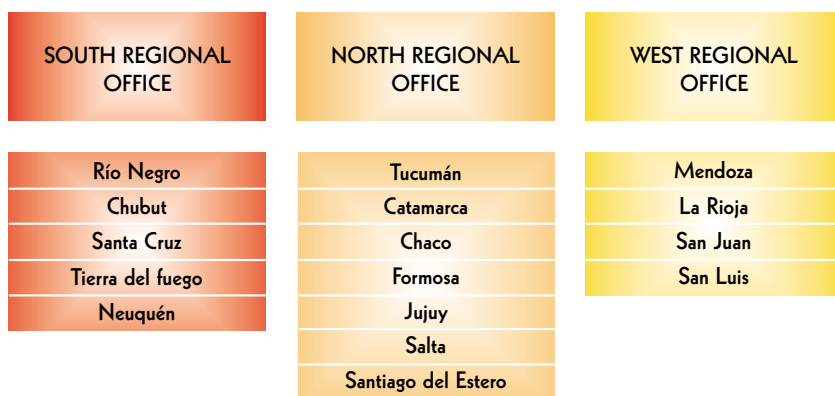 SOUTH REGIONAL
OFFICE
Río Negro
Chubut
Santa Cruz
Tierra del fuego
Neuquén
NORTH REGIONAL
OFFICE
Tucumán
Catamarca
Chaco
Formosa
Jujuy
Salta
Santiago del Estero
WEST REGIONAL
OFFICE
Mendoza
La Rioja
San Juan
San Luis